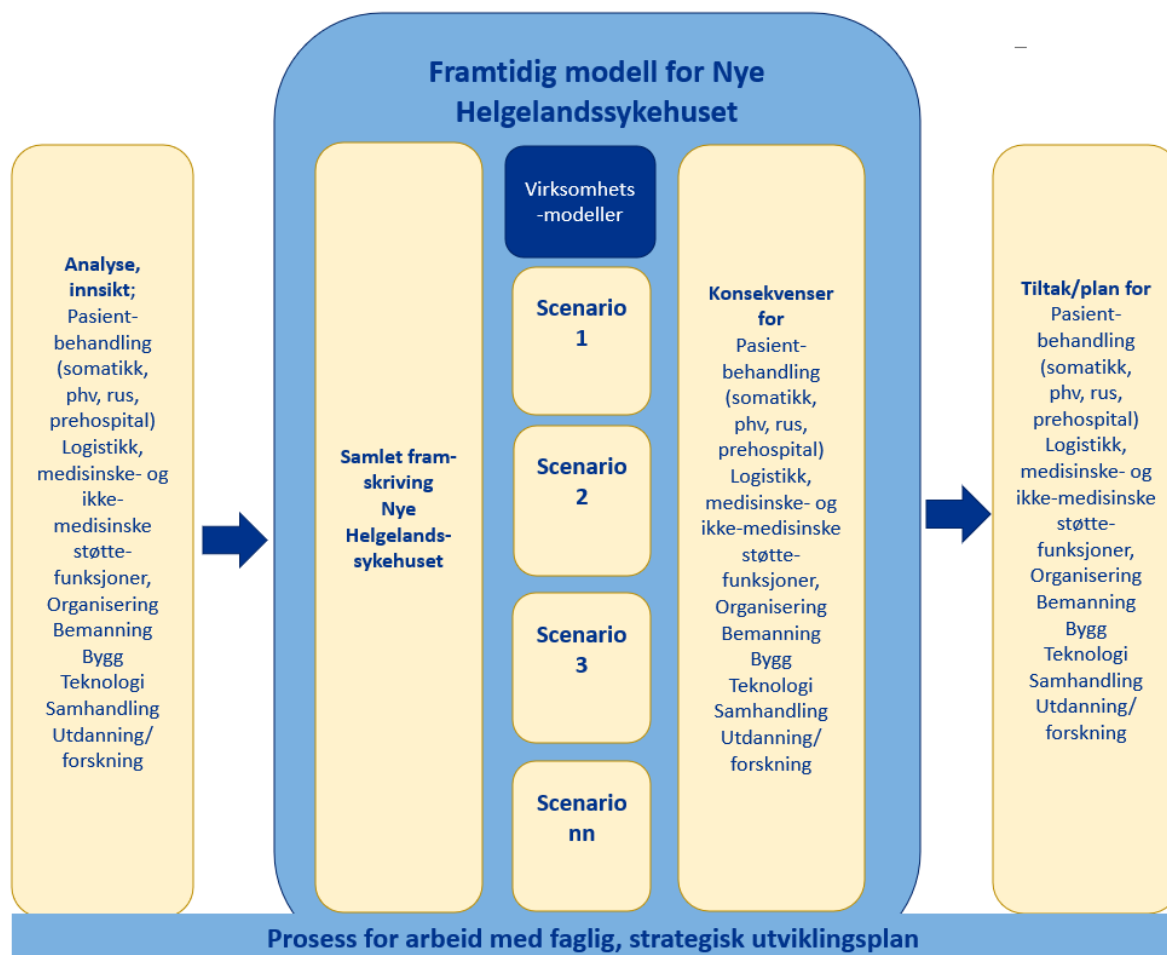 Framtidig modell for Nye
Helgelandssykehuset
Analyse,
innsikt;
Pasient-
behandling
(somatikk,
phv, rus,
prehospital)
Logistikk,
medisinske- og
ikke-
medisinske
støtte-
funksjoner,
Organisering
Bemanning
Bygg
Teknologi
Samhandling
Utdanning/
forskning
Samlet fram-
skriving
Nye
Helgelands-
sykehuset
Virksomhets
-modeller
Scenario
1
Scenario
2
Scenario
3
Scenario
nn
Konsekvenser
for
Pasient-
behandling
(somatikk,
phv, rus,
prehospital)
Logistikk,
medisinske- og
ikke-medisinske
støtte-
funksjoner,
Organisering
Bemanning
Bygg
Teknologi
Samhandling
Utdanning/
forskning
Tiltak/plan for
Pasient-
behandling
(somatikk,
phv, rus,
prehospital)
Logistikk,
medisinske- og
ikke-medisinske
støtte-
funksjoner,
Organisering
Bemanning
Bygg
Teknologi
Samhandling
Utdanning/
forskning
Prosess for arbeid med faglig, strategisk utviklingsplan